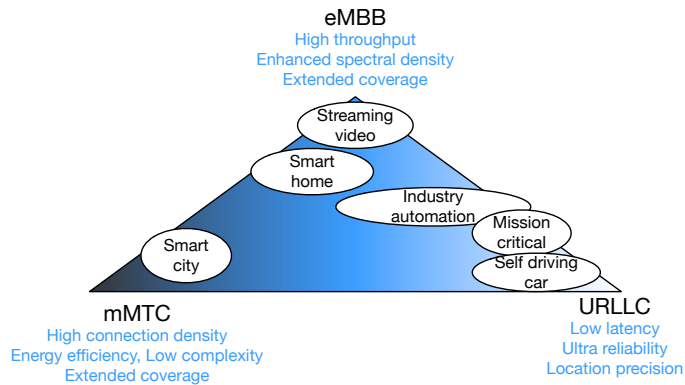 eMBB
High throughput
Enhanced spectral density
Extended coverage
Streaming
video
Smart
home
Industry
automation
Mission
critical
Smart
city
Self driving
car
mMTC
High connection density
Energy efficiency, Low complexity
Extended coverage
URLLC
Low latency
Ultra reliability
Location precision